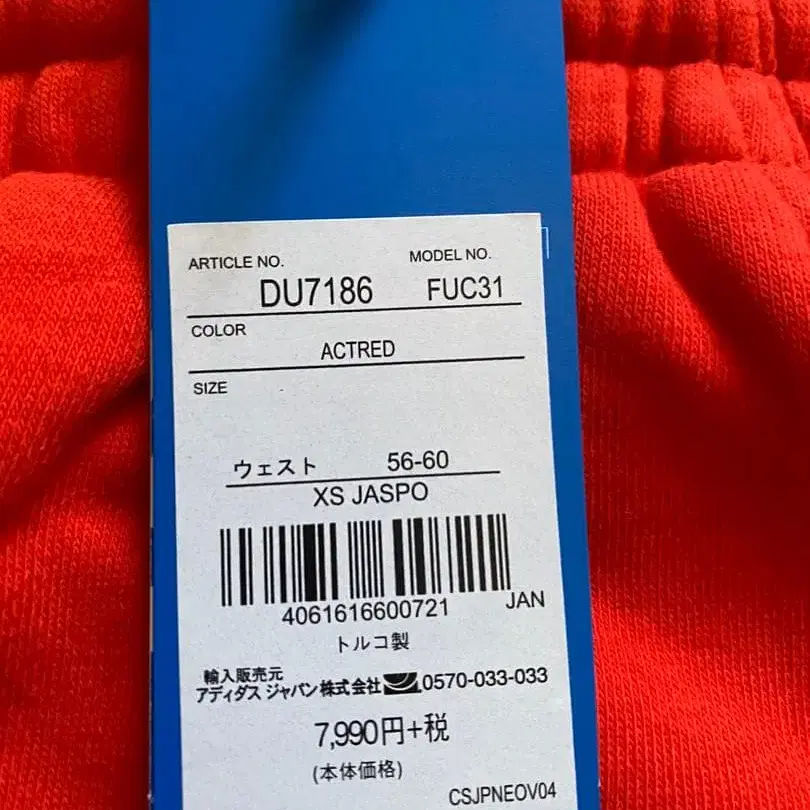 ARTICLE NO. MODEL NO.
DU7186 FUC31
COLOR
ACTRED
SIZE
ウェスト 56-60
XS JASPO
4061616600721 JAN
トルコ製
輸入販売元
アディダス ジャパン株式会社 0570-033-033
7,990円+税
(本体価格)
CSJPNEOV04